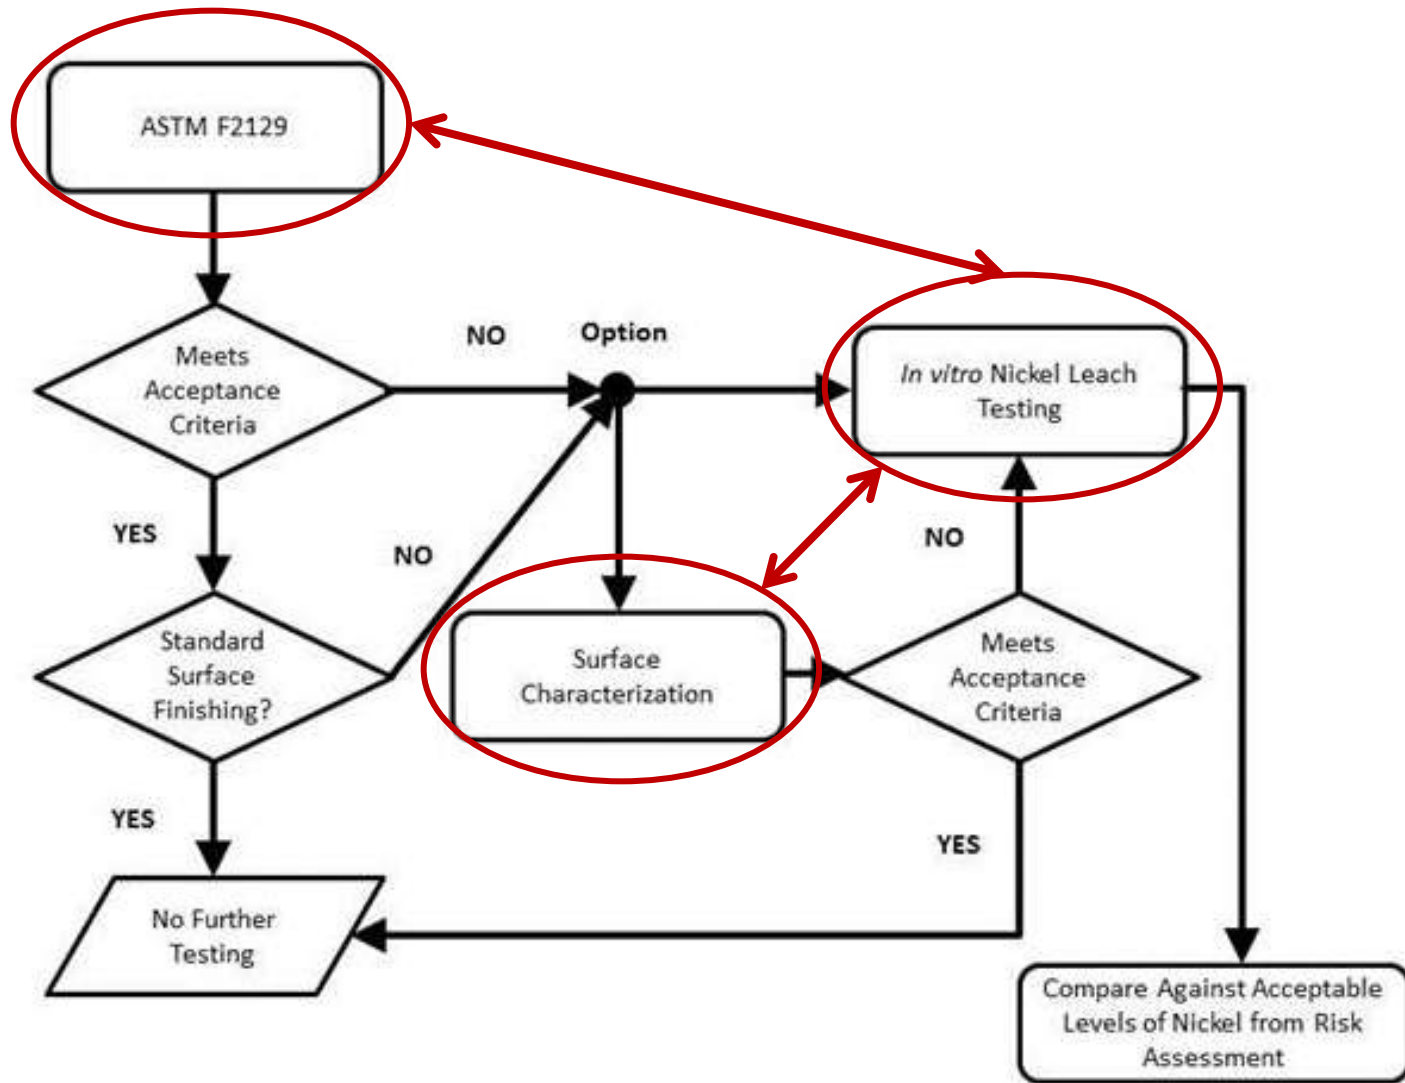 ASTM F2129
Meets
Acceptance
Criteria
NO
Option
In vitro Nickel Leach
Testing
YES
NO
NO
Standard
Surface
Finishing?
Surface
Characterization
Meets
Acceptance
Criteria
YES
YES
No Further
Testing
Compare Against Acceptable
Levels of Nickel from Risk
Assessment